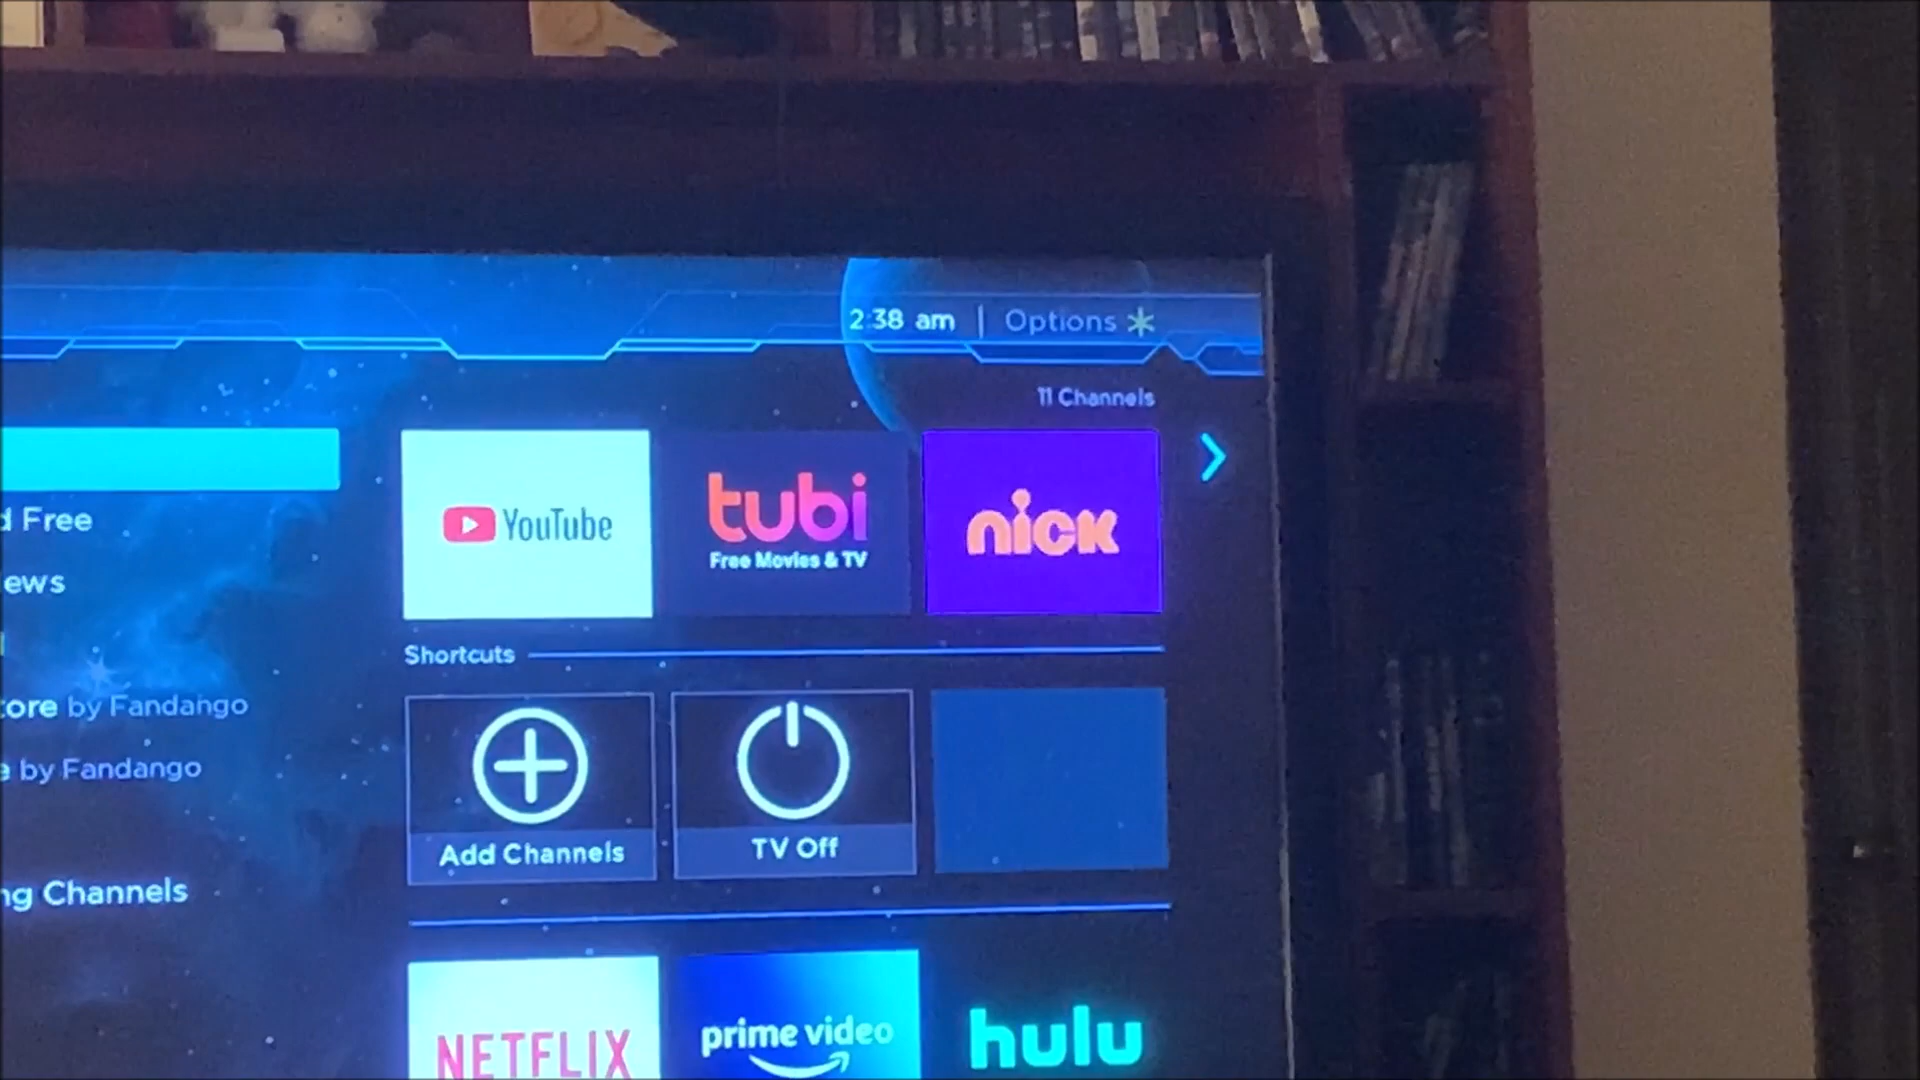 2:38 am | Options
11 Channels
YouTube
tubi
Free Movies & TV
nick
d Free
ews
Shortcuts
tore by Fandango
by Fandango
Add Channels
TV Off
ng Channels
NETFLIX
prime video
hulu